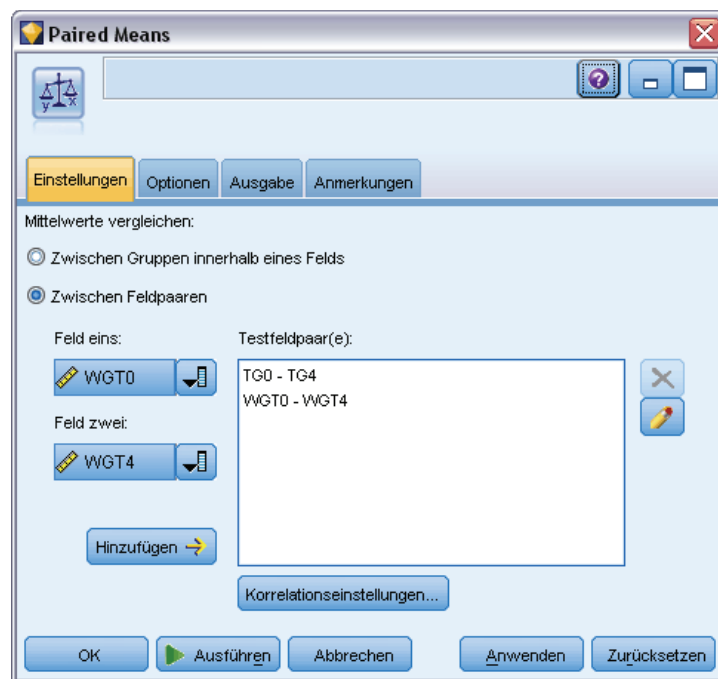 Paired Means
Einstellungen Optionen Ausgabe Anmerkungen
Mittelwerte vergleichen:
Zwischen Gruppen innerhalb eines Felds
Zwischen Feldpaaren
Feld eins:
WGT0
Feld zwei:
WGT4
Hinzufügen
Testfeldpaar(e):
TG0 - TG4
WGT0 - WGT4
Korrelationseinstellungen...
OK Ausführen Abbrechen Anwenden Zurücksetzen